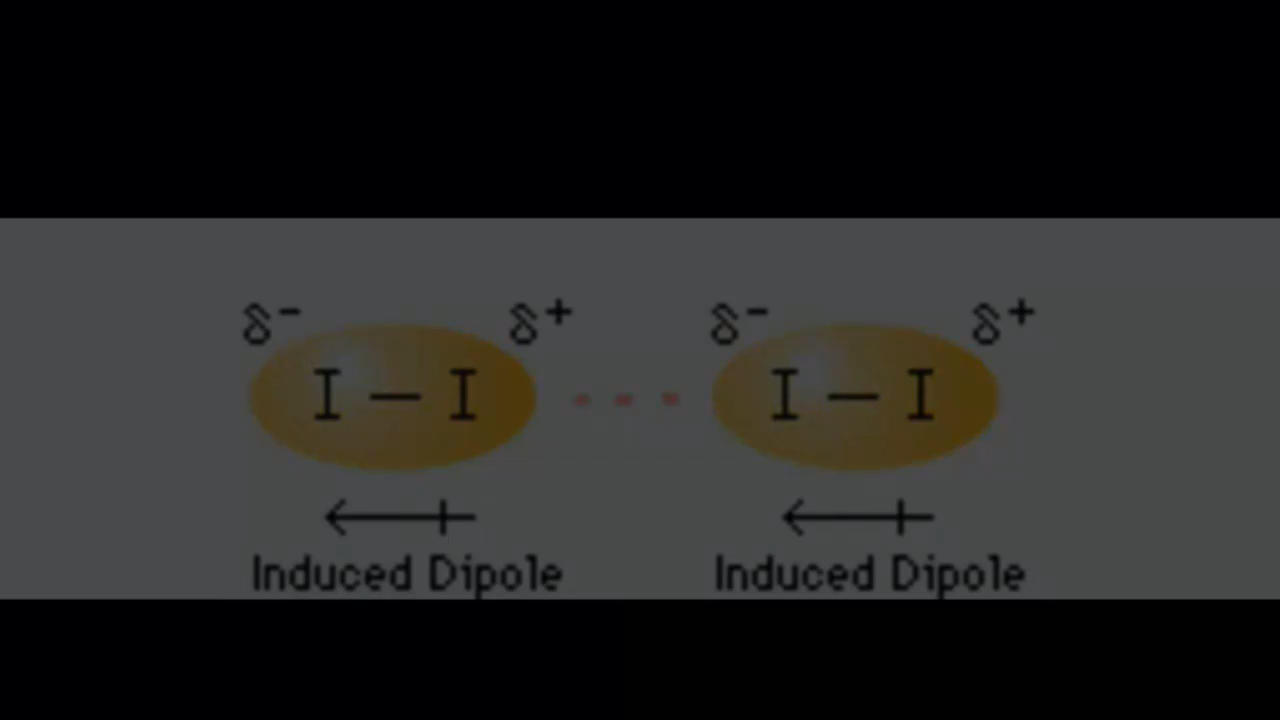 δ- δ+ δ- δ+
I — I I — I
Induced Dipole Induced Dipole